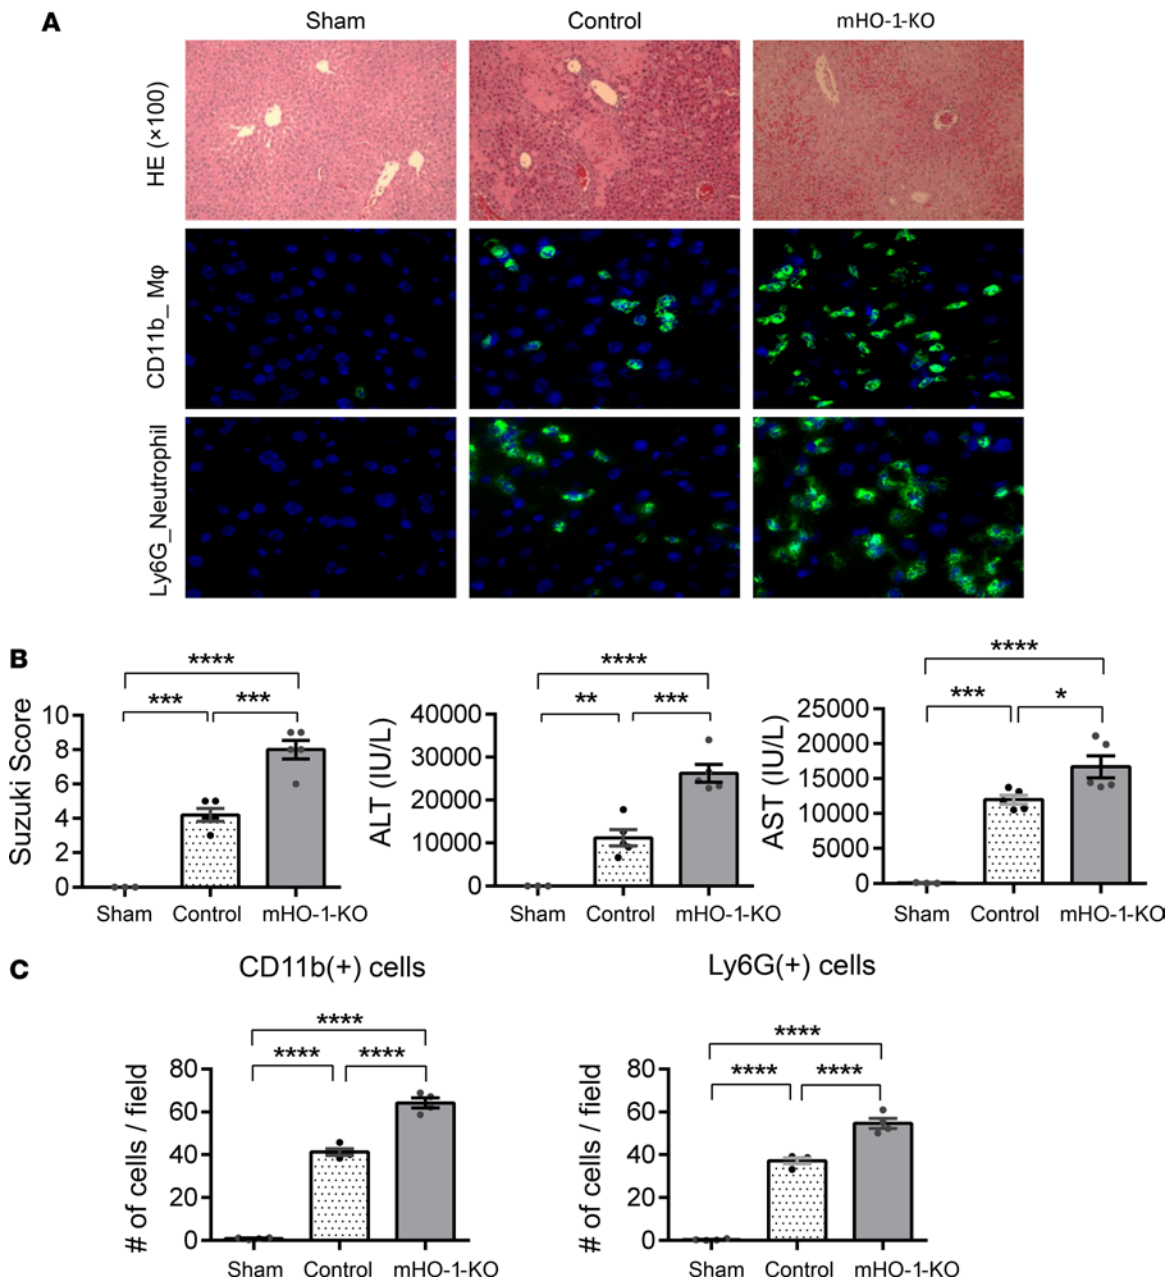 A
Sham Control mHO-1-KO
HE (×100)
CD11b_ Mφ
Ly6G_Neutrophil
B
**** 
*** ***
Suzuki Score
10
8
6
4
2
0
Sham Control mHO-1-KO
****
** ***
ALT (IU/L)
40000
30000
20000
10000
0
Sham Control mHO-1-KO
****
*** *
AST (IU/L)
25000
20000
15000
10000
5000
0
Sham Control mHO-1-KO
C
CD11b(+) cells
****
**** ****
# of cells / field
80
60
40
20
0
Sham Control mHO-1-KO
Ly6G(+) cells
****
**** ****
# of cells / field
80
60
40
20
0
Sham Control mHO-1-KO